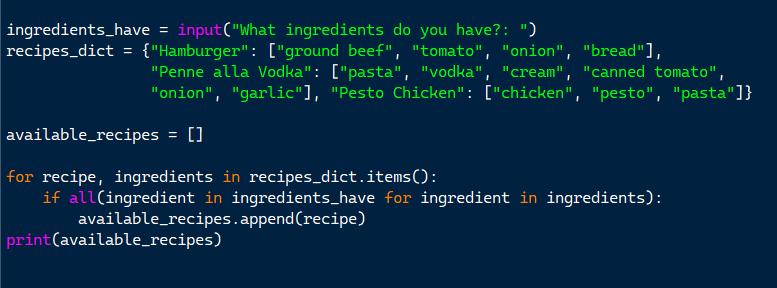 ingredients_have = input("What ingredients do you have?: ")
recipes_dict = {"Hamburger": ["ground beef", "tomato", "onion", "bread"],
                "Penne alla Vodka": ["pasta", "vodka", "cream", "canned tomato",
                "onion", "garlic"], "Pesto Chicken": ["chicken", "pesto", "pasta"]}

available_recipes = []

for recipe, ingredients in recipes_dict.items():
    if all(ingredient in ingredients_have for ingredient in ingredients):
        available_recipes.append(recipe)
print(available_recipes)